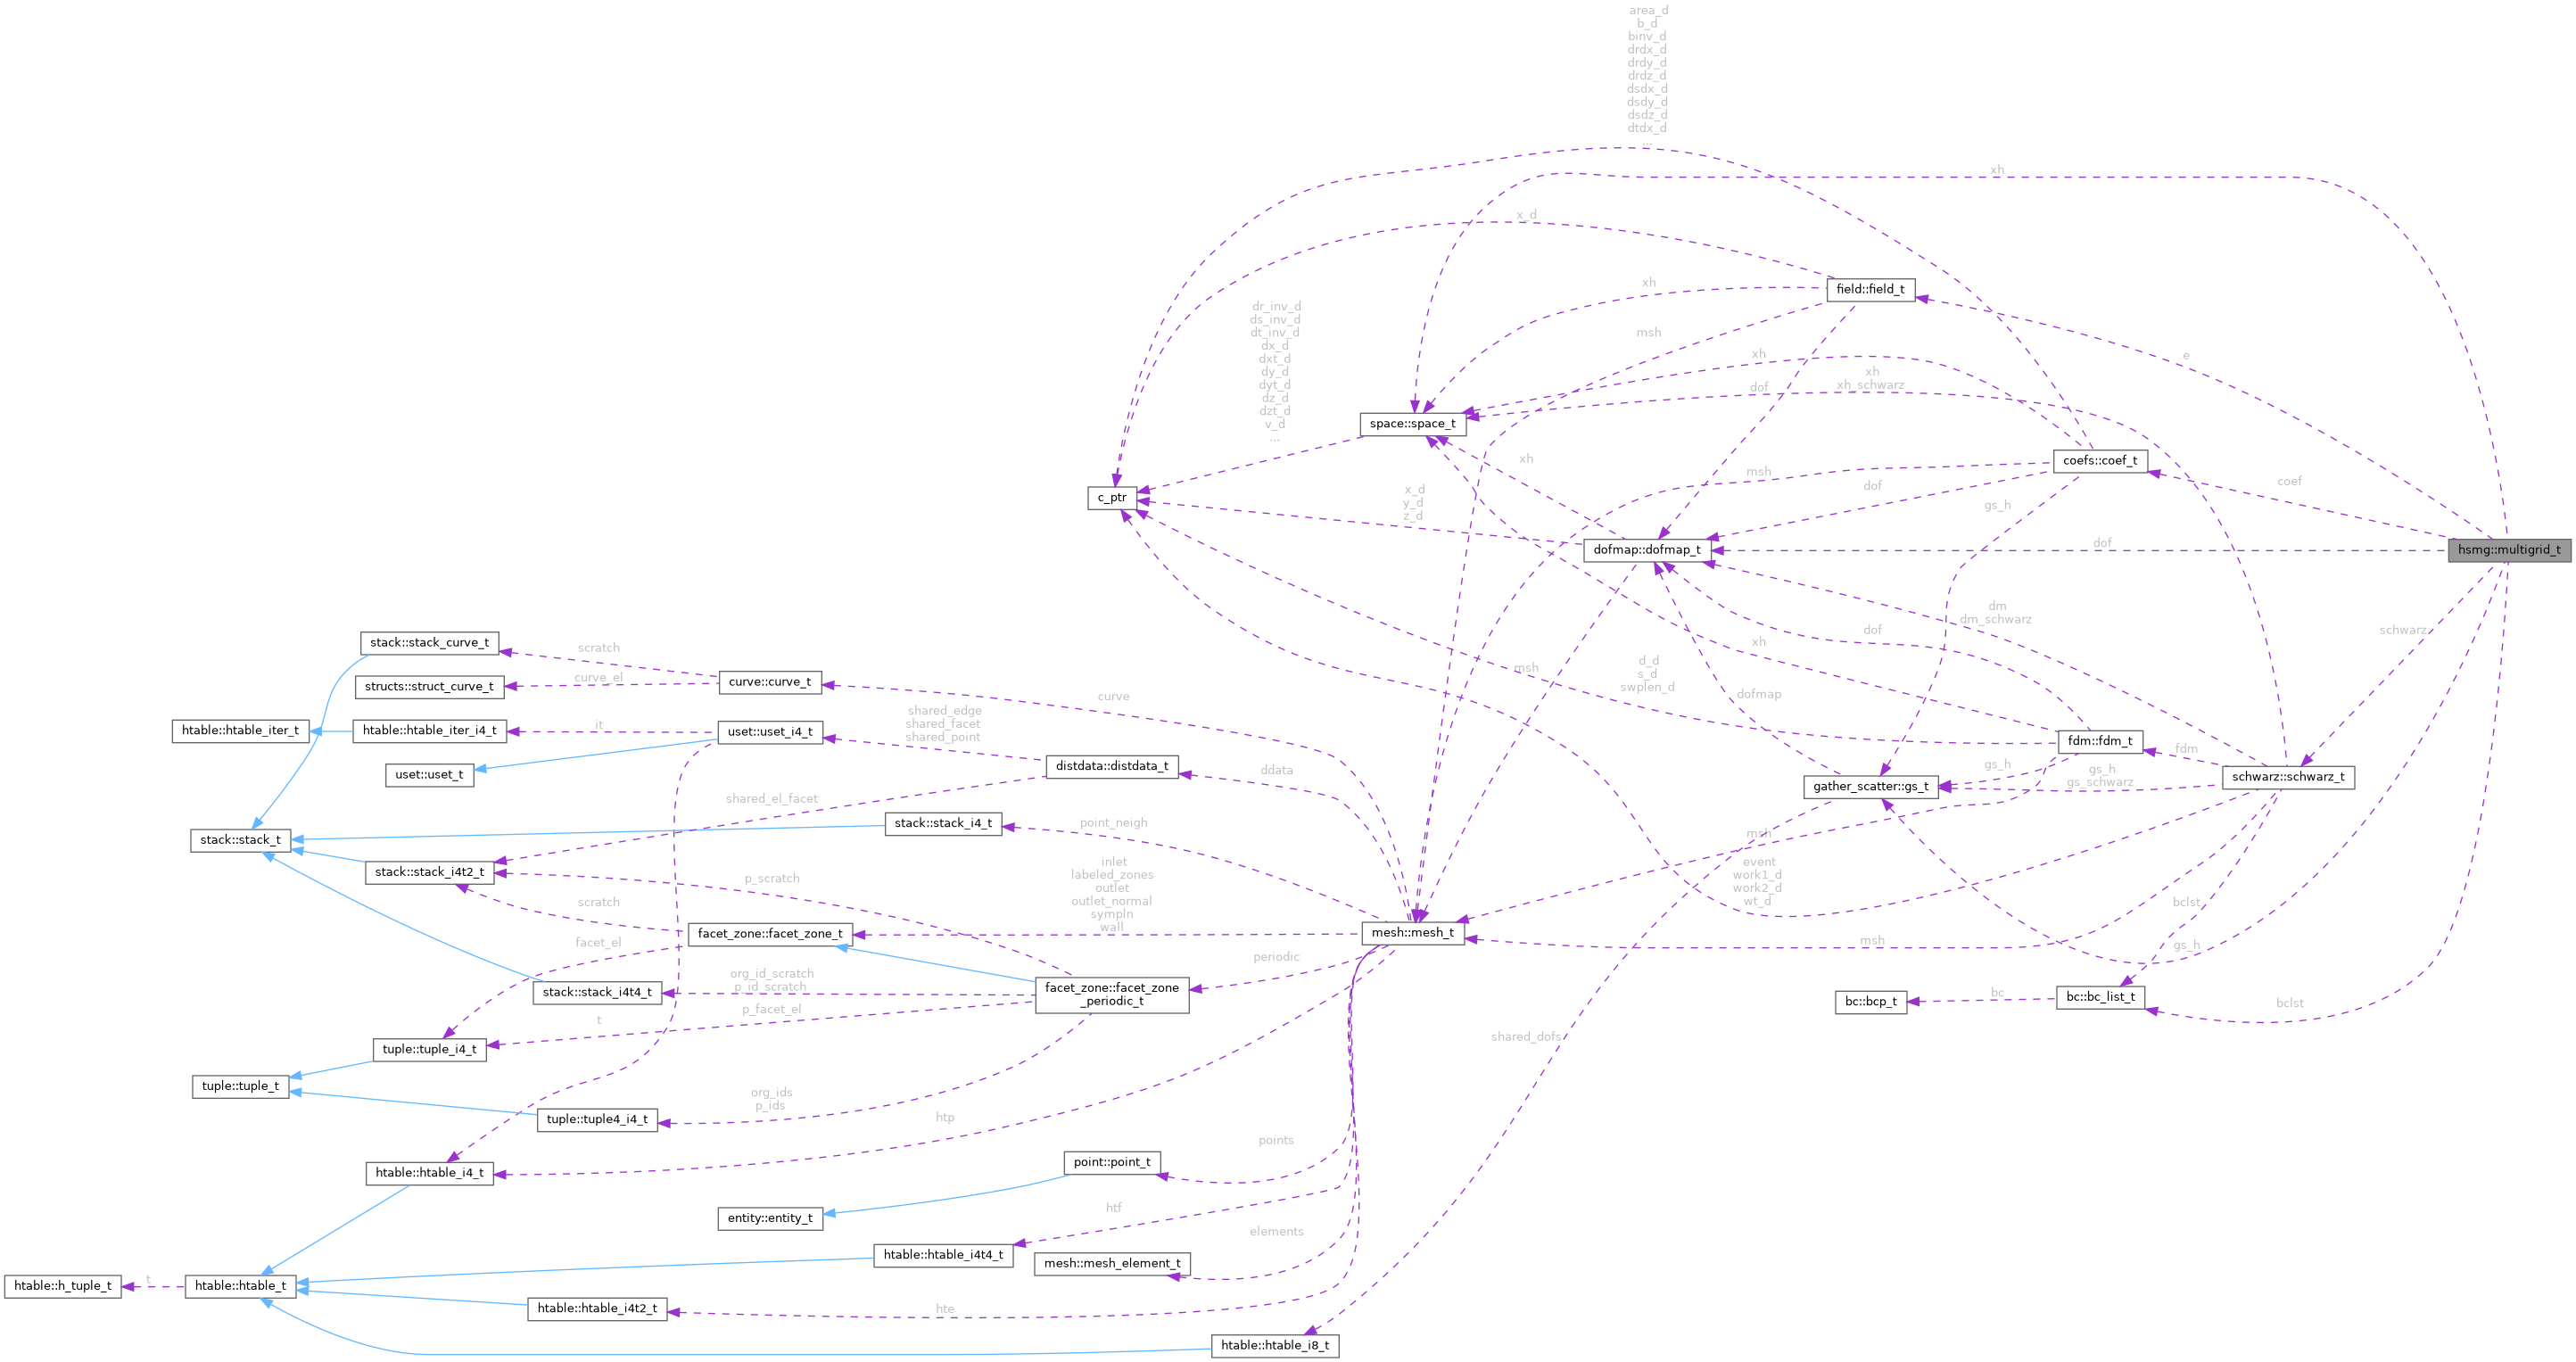 area_d
b_d
binv_d
drdx_d
drdy_d
drdz_d
dsdx_d
dsdy_d
dsdz_d
dtdx_d
...
xh
x_d
field::field_t
xh
dr_inv_d
ds_inv_d
dt_inv_d
dx_d
dxt_d
dy_d
dyt_d
dz_d
dzt_d
v_d
...
msh
xh
e
xh
xh_schwarz
dof
space::space_t
xh
coefs::coef_t
msh
coef
dof
c_ptr
x_d
y_d
z_d
gs_h
dofmap::dofmap_t
dof
hsmg::multigrid_t
dm
dm_schwarz
dof
schwarz
stack::stack_curve_t
scratch
xh
msh
d_d
s_d
swplen_d
curve::curve_t
curve_el
structs::struct_curve_t
curve
dofmap
shared_edge
shared_facet
shared_point
htable::htable_iter_t
htable::htable_iter_i4_t
it
uset::uset_i4_t
fdm::fdm_t
fdm
uset::uset_t
distdata::distdata_t
ddata
gs_h
gs_h
gs_schwarz
schwarz::schwarz_t
gather_scatter::gs_t
shared_el_facet
stack::stack_i4_t
point_neigh
stack::stack_t
msh
stack::stack_i4t2_t
p_scratch
inlet
labeled_zones
outlet
outlet_normal
sympln
wall
event
work1_d
work2_d
wt_d
scratch
bclst
facet_zone::facet_zone_t
mesh::mesh_t
facet_el
msh
gs_h
periodic
org_id_scratch
p_id_scratch
stack::stack_i4t4_t
facet_zone::facet_zone
_periodic_t
bc::bcp_t
bc
bc::bc_list_t
bclst
p_facet_el
t
shared_dofs
tuple::tuple_i4_t
tuple::tuple_t
org_ids
p_ids
tuple::tuple4_i4_t
htp
points
point::point_t
htable::htable_i4_t
htf
entity::entity_t
elements
htable::htable_i4t4_t
mesh::mesh_element_t
htable::h_tuple_t
t
htable::htable_t
htable::htable_i4t2_t
hte
htable::htable_i8_t